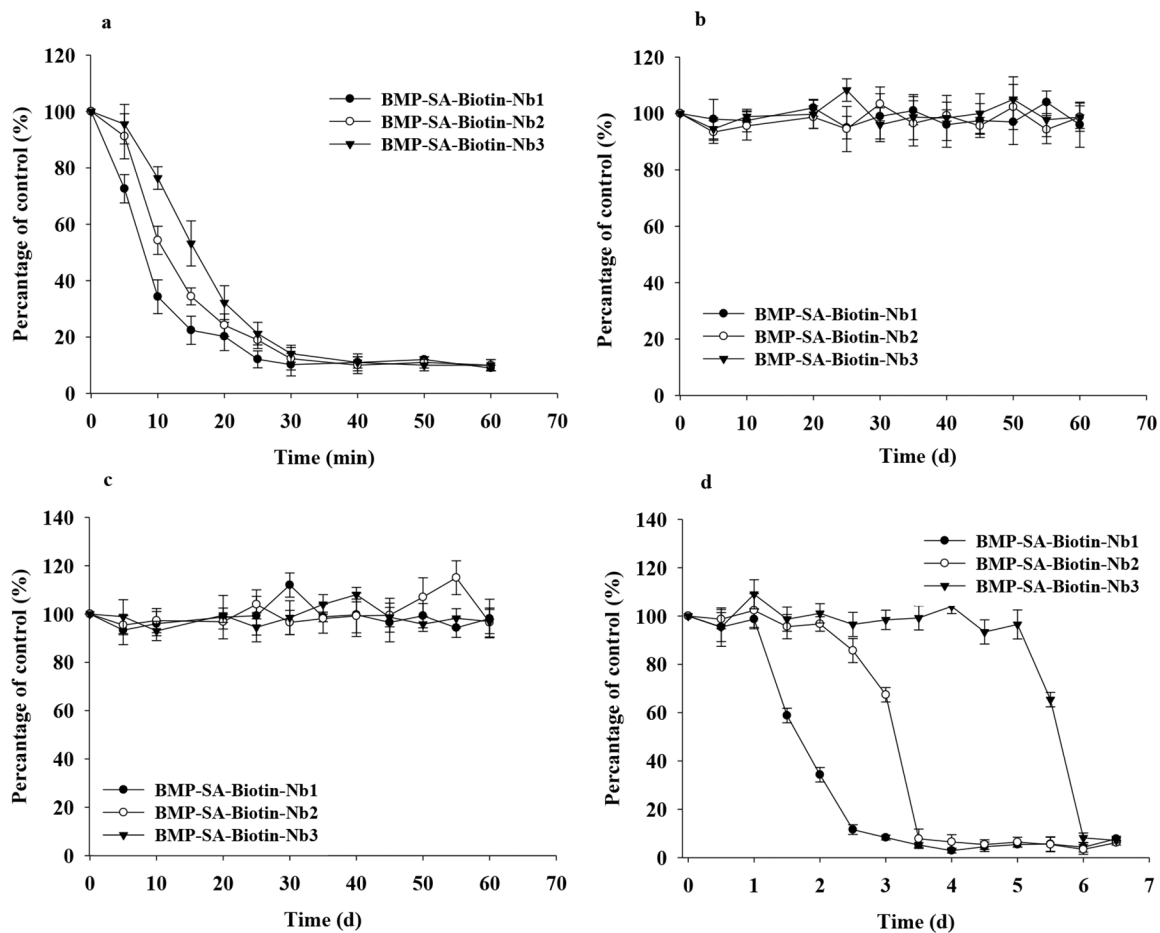 a
120
100
80
60
40
20
0
Percantage of control (%)
BMP-SA-Biotin-Nb1
BMP-SA-Biotin-Nb2
BMP-SA-Biotin-Nb3
0 10 20 30 40 50 60 70
Time (min)
b
120
100
80
60
40
20
0
Percantage of control (%)
BMP-SA-Biotin-Nb1
BMP-SA-Biotin-Nb2
BMP-SA-Biotin-Nb3
0 10 20 30 40 50 60 70
Time (d)
c
140
120
100
80
60
40
20
0
Percantage of control (%)
BMP-SA-Biotin-Nb1
BMP-SA-Biotin-Nb2
BMP-SA-Biotin-Nb3
0 10 20 30 40 50 60 70
Time (d)
d
140
120
100
80
60
40
20
0
Percantage of control (%)
BMP-SA-Biotin-Nb1
BMP-SA-Biotin-Nb2
BMP-SA-Biotin-Nb3
0 1 2 3 4 5 6 7
Time (d)